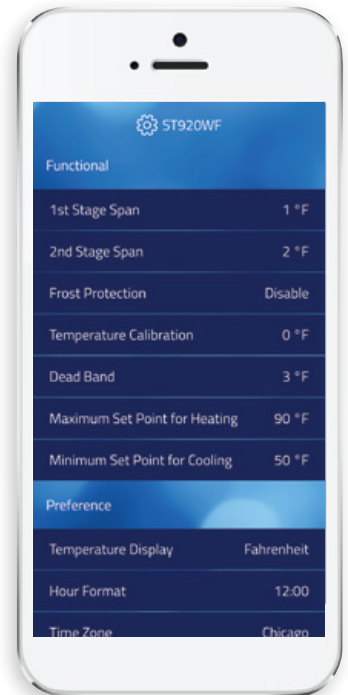 ST920WF
Functional
1st Stage Span 1 °F
2nd Stage Span 2 °F
Frost Protection Disable
Temperature Calibration 0 °F
Dead Band 3 °F
Maximum Set Point for Heating 90 °F
Minimum Set Point for Cooling 50 °F
Preference
Temperature Display Fahrenheit
Hour Format 12:00
Time Zone Chicago